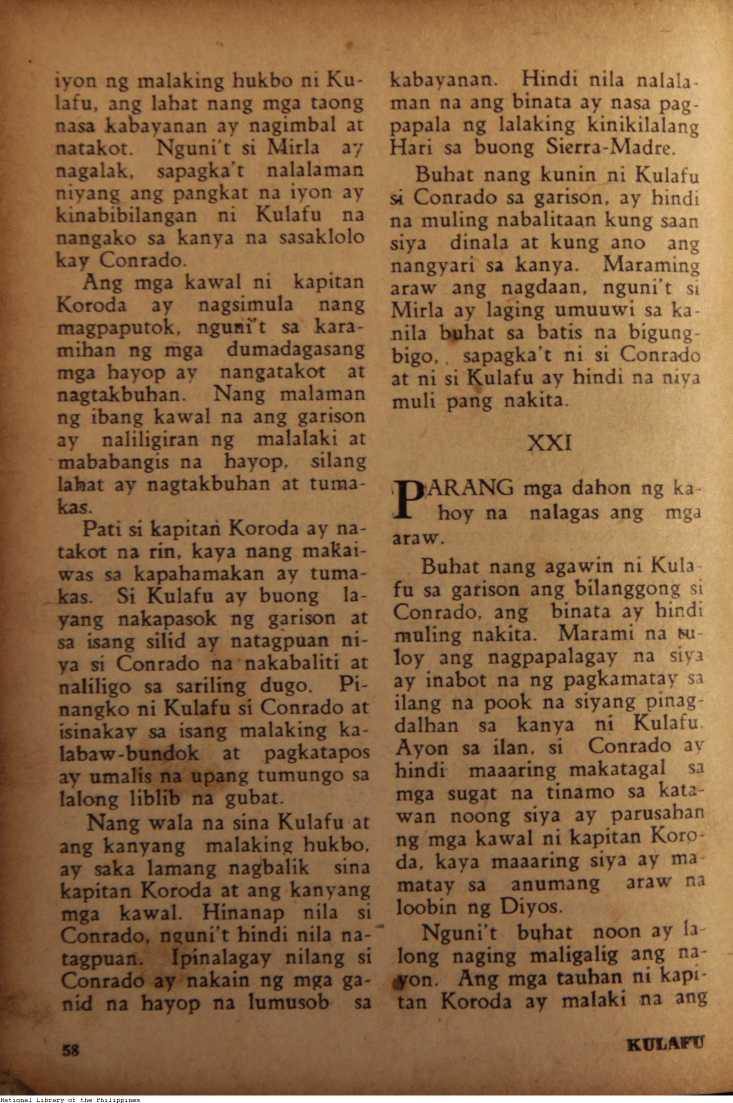 iyon ng malaking hukbo ni Ku-
lafu, ang lahat nang mga taong
nasa kabayanan ay nagimbal at
natakot. Nguni't si Mirla ay
nagalak, sapagka't nalalaman
niyang ang pangkat na iyon ay
kinabibilangan ni Kulafu na
nangako sa kanya na sasaklolo
kay Conrado.
Ang mga kawal ni kapitan
Koroda ay nagsimula nang
magpaputok, nguni't sa kara-
mihan ng mga dumadagasang
mga hayop ay nangatakot at
nagtakbuhan. Nang malaman
ng ibang kawal na ang garison
ay naliligiran ng malalaki at
mababangis na hayop, silang
lahat ay nagtakbuhan at tuma-
kas.
Pati si kapitan Koroda ay na-
takot na rin, kaya nang makai-
was sa kapahamakan ay tuma-
kas. Si Kulafu ay buong la-
yang nakapasok ng garison at
sa isang silid ay natagpuan ni-
ya si Conrado na nakabaliti at
naliligo sa sariling dugo. Pi-
nangko ni Kulafu si Conrado at
isinakay sa isang malaking ka-
labaw-bundok at pagkatapos
ay umalis na upang tumungo sa
lalong liblib na gubat.
Nang wala na sina Kulafu at
ang kanyang malaking hukbo,
ay saka lamang nagbalik sina
kapitan Koroda at ang kanyang
mga kawal. Hinanap nila si
Conrado, nguni't hindi nila na-
tagpuan. Ipinalagay nilang si
Conrado ay nakain ng mga ga-
nid na hayop na lumusob sa
58
kabayanan. Hindi nila nalala-
man na ang binata ay nasa pag-
papala ng lalaking kinikilalang
Hari sa buong Sierra-Madre.
Buhat nang kunin ni Kulafu
si Conrado sa garison, ay hindi
na muling nabalitaan kung saan
siya dinala at kung ano ang
nangyari sa kanya. Maraming
araw ang nagdaan, nguni't si
Mirla ay laging umuuwi sa ka-
nila buhat sa batis na bigung-
bigo, sapagka't ni si Conrado
at ni si Kulafu ay hindi na niya
muli pang nakita.
XXI
PARANG mga dahon ng ka-
hoy na nalagas ang mga
araw.
Buhat nang agawin ni Kula-
fu sa garison ang bilanggong si
Conrado, ang binata ay hindi
muling nakita. Marami na tu-
loy ang nagpapalagay na siya
ay inabot na ng pagkamatay sa
ilang na pook na siyang pinag-
dalhan sa kanya ni Kulafu.
Ayon sa ilan, si Conrado ay
hindi maaaring makatagal sa
mga sugat na tinamo sa kata-
wan noong siya ay parusahan
ng mga kawal ni kapitan Koro-
da, kaya maaaring siya ay ma-
matay sa anumang araw na
loobin ng Diyos.
Nguni't buhat noon ay la-
long naging maligalig ang na-
yon. Ang mga tauhan ni kapi-
tan Koroda ay malaki na ang
KULAFU
National Library of the Philippines